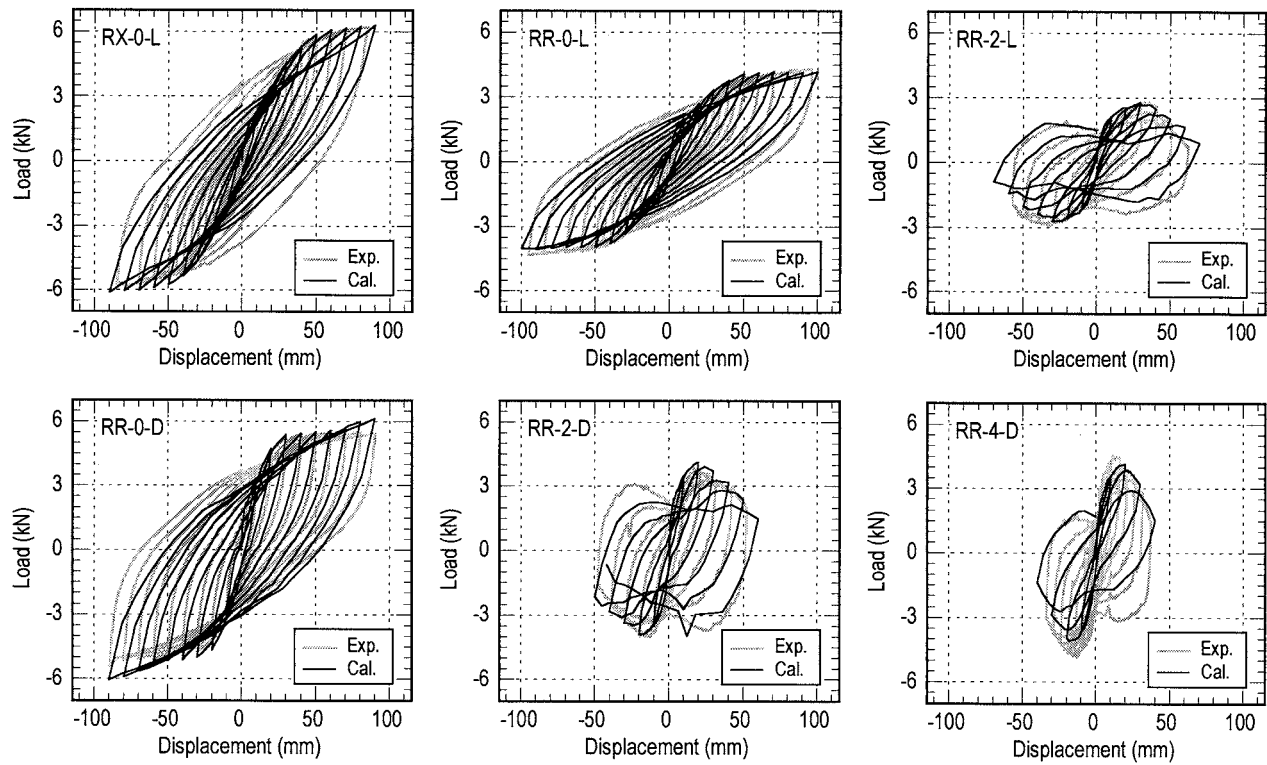 RX-0-L
6
3
0
-3
-6
Load (kN)
Exp.
Cal.
-100
-50
0
50
100
Displacement (mm)
RR-0-L
6
3
0
-3
-6
Load (kN)
Exp.
Cal.
-100
-50
0
50
100
Displacement (mm)
RR-2-L
6
3
0
-3
-6
Load (kN)
Exp.
Cal.
-100
-50
0
50
100
Displacement (mm)
RR-0-D
6
3
0
-3
-6
Load (kN)
Exp.
Cal.
-100
-50
0
50
100
Displacement (mm)
RR-2-D
6
3
0
-3
-6
Load (kN)
Exp.
Cal.
-100
-50
0
50
100
Displacement (mm)
RR-4-D
6
3
0
-3
-6
Load (kN)
Exp.
Cal.
-100
-50
0
50
100
Displacement (mm)